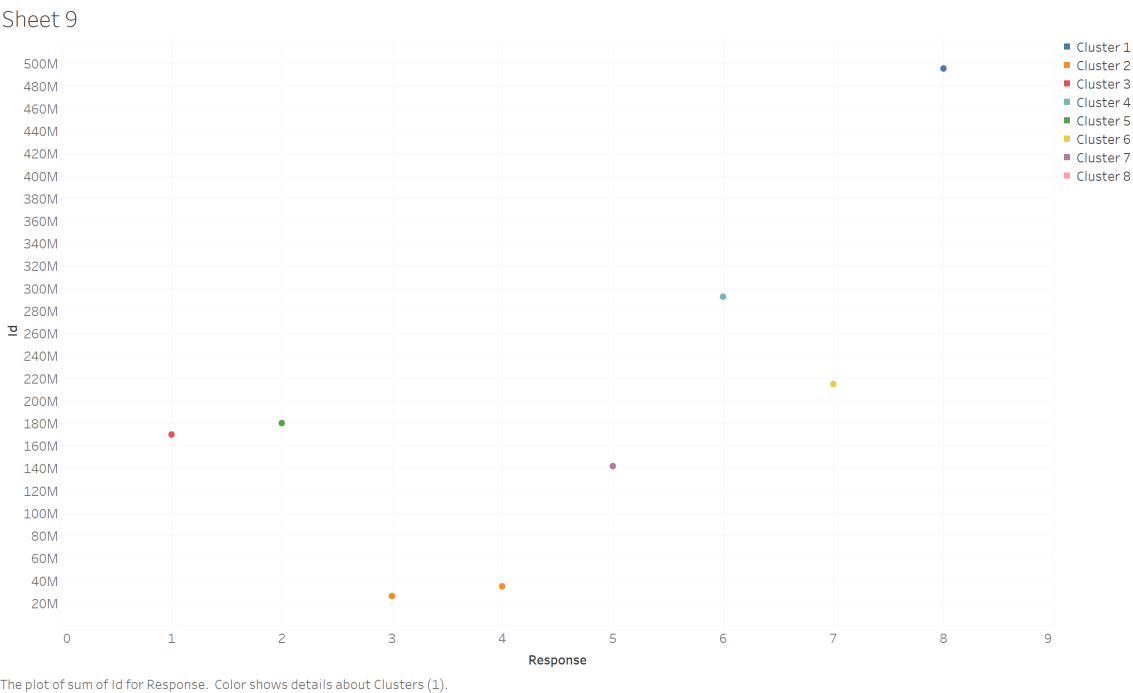 Sheet 9
500M
480M
460M
440M
420M
400M
380M
360M
340M
320M
300M
280M
260M
240M
220M
200M
180M
160M
140M
120M
100M
80M
60M
40M
20M
Id
0 1 2 3 4 5 6 7 8 9
Response
Cluster 1
Cluster 2
Cluster 3
Cluster 4
Cluster 5
Cluster 6
Cluster 7
Cluster 8
The plot of sum of Id for Response. Color shows details about Clusters (1).